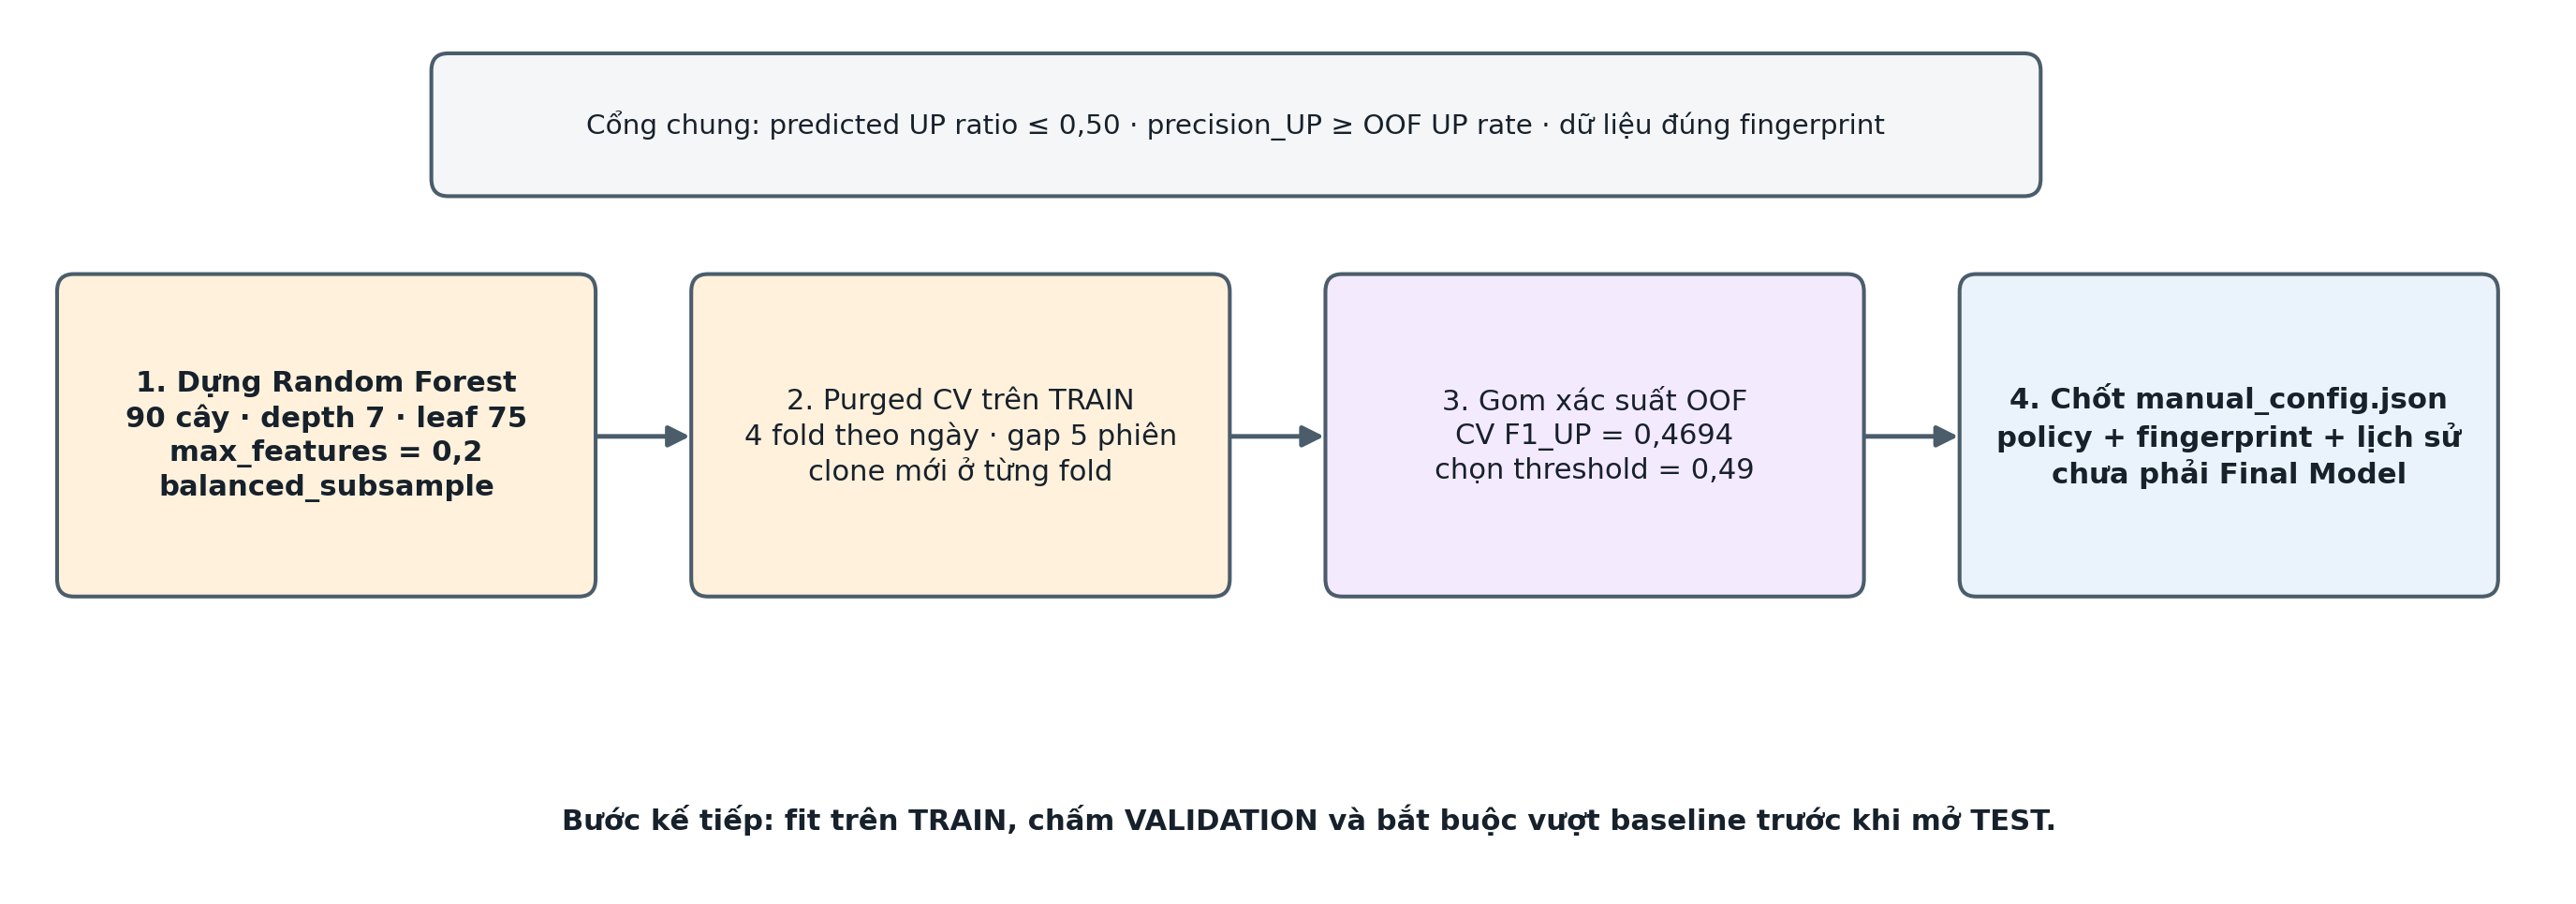 Cổng chung: predicted UP ratio ≤ 0,50 · precision_UP ≥ OOF UP rate · dữ liệu đúng fingerprint
1. Dựng Random Forest
90 cây · depth 7 · leaf 75
max_features = 0,2
balanced_subsample
2. Purged CV trên TRAIN
4 fold theo ngày · gap 5 phiên
clone mới ở từng fold
3. Gom xác suất OOF
CV F1_UP = 0,4694
chọn threshold = 0,49
4. Chốt manual_config.json
policy + fingerprint + lịch sử
chưa phải Final Model
Bước kế tiếp: fit trên TRAIN, chấm VALIDATION và bắt buộc vượt baseline trước khi mở TEST.